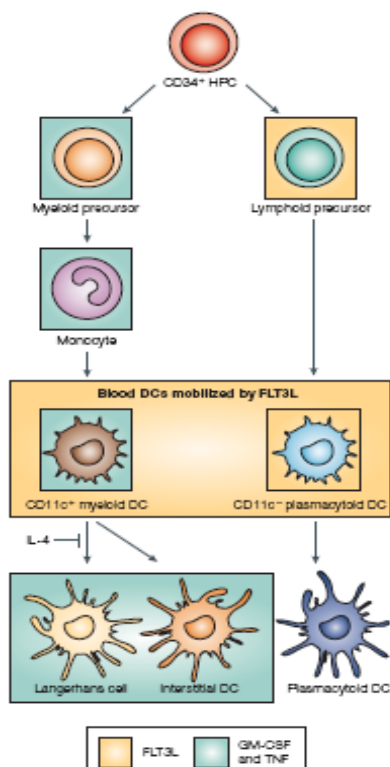 CD34⁺ HPC
Myeloid precursor
Lymphoid precursor
Monocyte
Blood DCs mobilized by FLT3L
CD11c⁺ myeloid DC
CD11c⁻ plasmacytoid DC
IL-4
Langerhans cell
Interstitial DC
Plasmacytoid DC
FLT3L
GM-CSF
and TNF